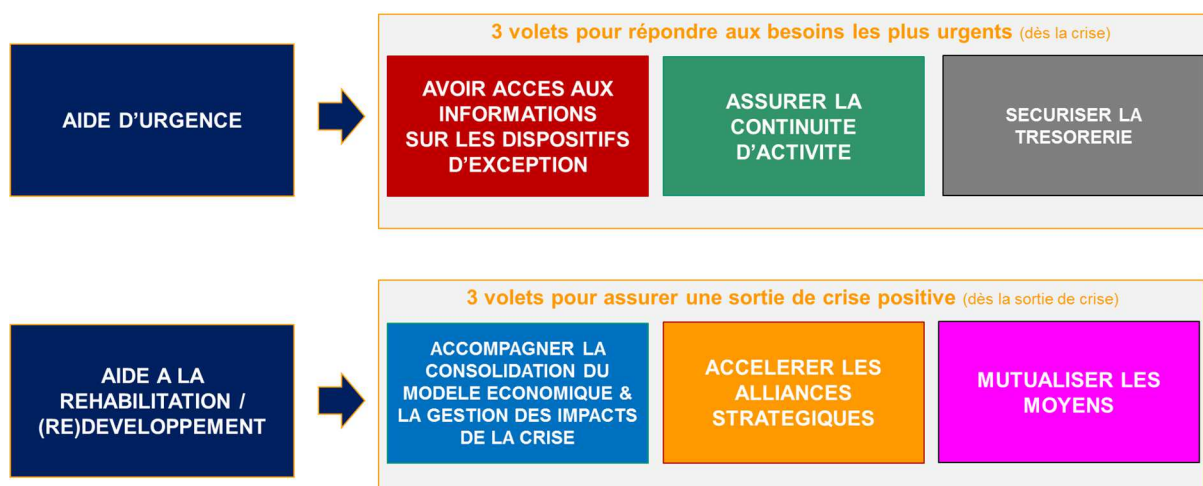 3 volets pour répondre aux besoins les plus urgents (dès la crise)
AIDE D'URGENCE
AVOIR ACCES AUX
INFORMATIONS
SUR LES DISPOSITIFS
D'EXCEPTION
ASSURER LA
CONTINUITE
D'ACTIVITE
SECURISER LA
TRESORERIE
3 volets pour assurer une sortie de crise positive (dès la sortie de crise)
AIDE A LA
REHABILITATION /
(RE)DEVELOPPEMENT
ACCOMPAGNER LA
CONSOLIDATION DU
MODELE ECONOMIQUE &
LA GESTION DES IMPACTS
DE LA CRISE
ACCELERER LES
ALLIANCES
STRATEGIQUES
MUTUALISER LES
MOYENS